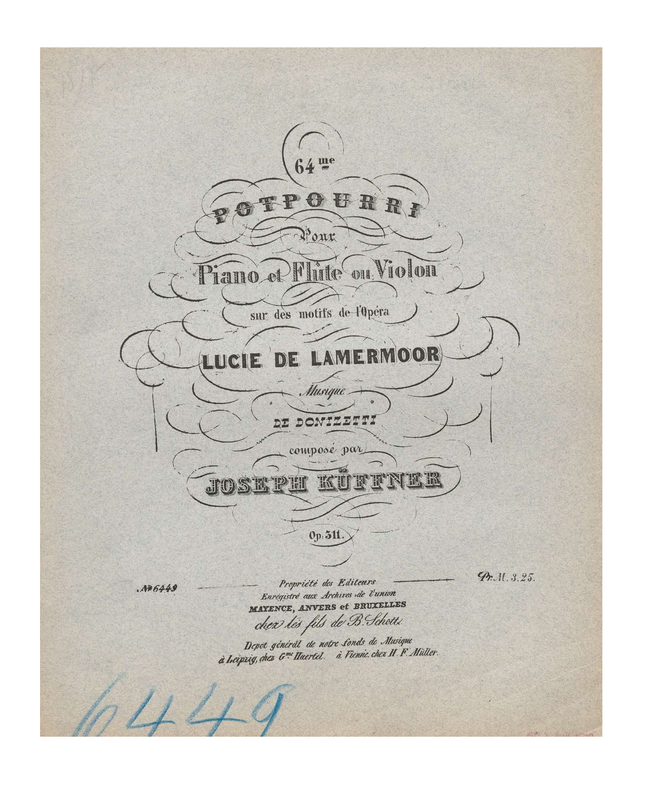 64me
POTPOURRI
Pour
Piano et Flûte ou Violon
sur des motifs de l'Opéra
LUCIE DE LAMERMOOR
Musique
DE DONIZETTI
composé par
JOSEPH KÜFFNER
Op. 311.
No 6449
Propriété des Editeurs
Pr. M. 3. 25.
Enregistré aux Archives de l'union
MAYENCE, ANVERS et BRUXELLES
chez les fils de B. Schott.
Depot général de notre fonds de Musique
à Leipzig, chez Gme Haertel. à Vienne, chez H. F. Müller.
6449